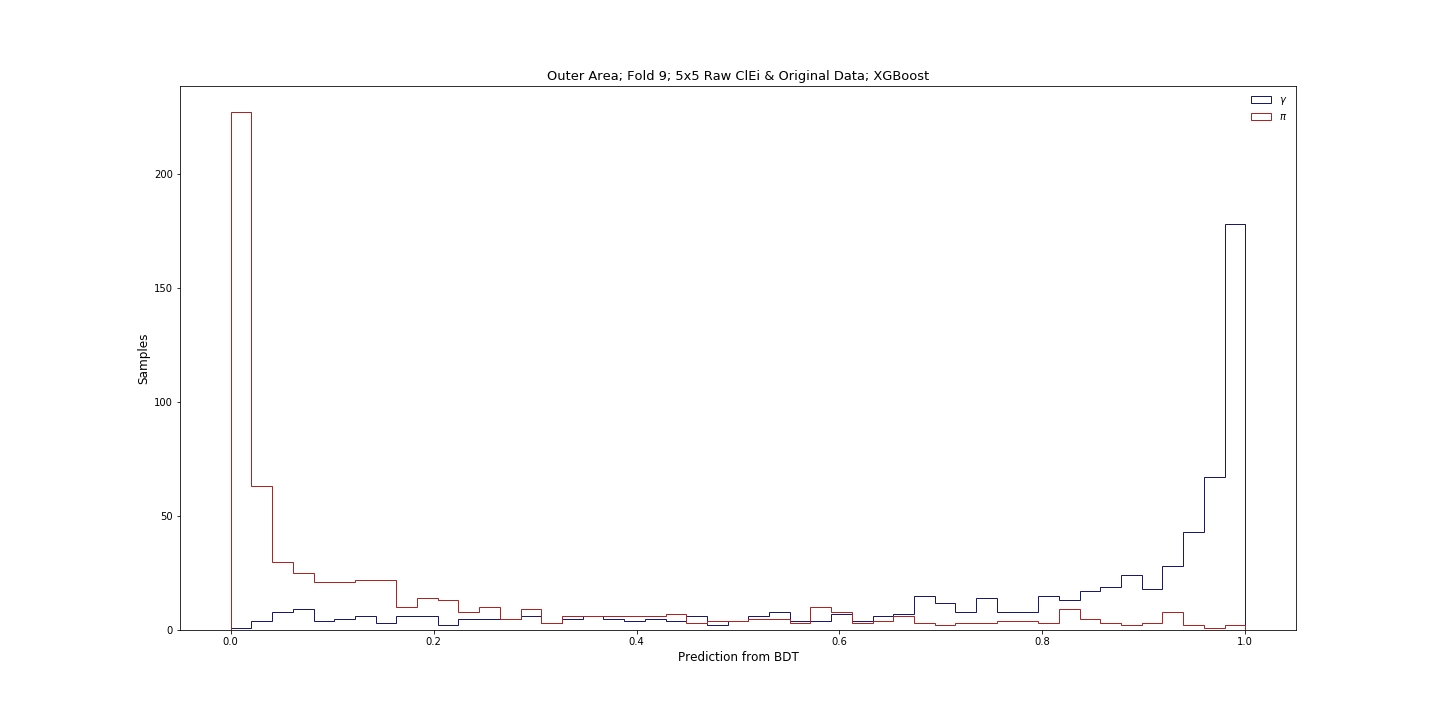 Outer Area; Fold 9; 5x5 Raw ClEi & Original Data; XGBoost
γ
π
200
150
100
50
0
Samples
0.0 0.2 0.4 0.6 0.8 1.0
Prediction from BDT